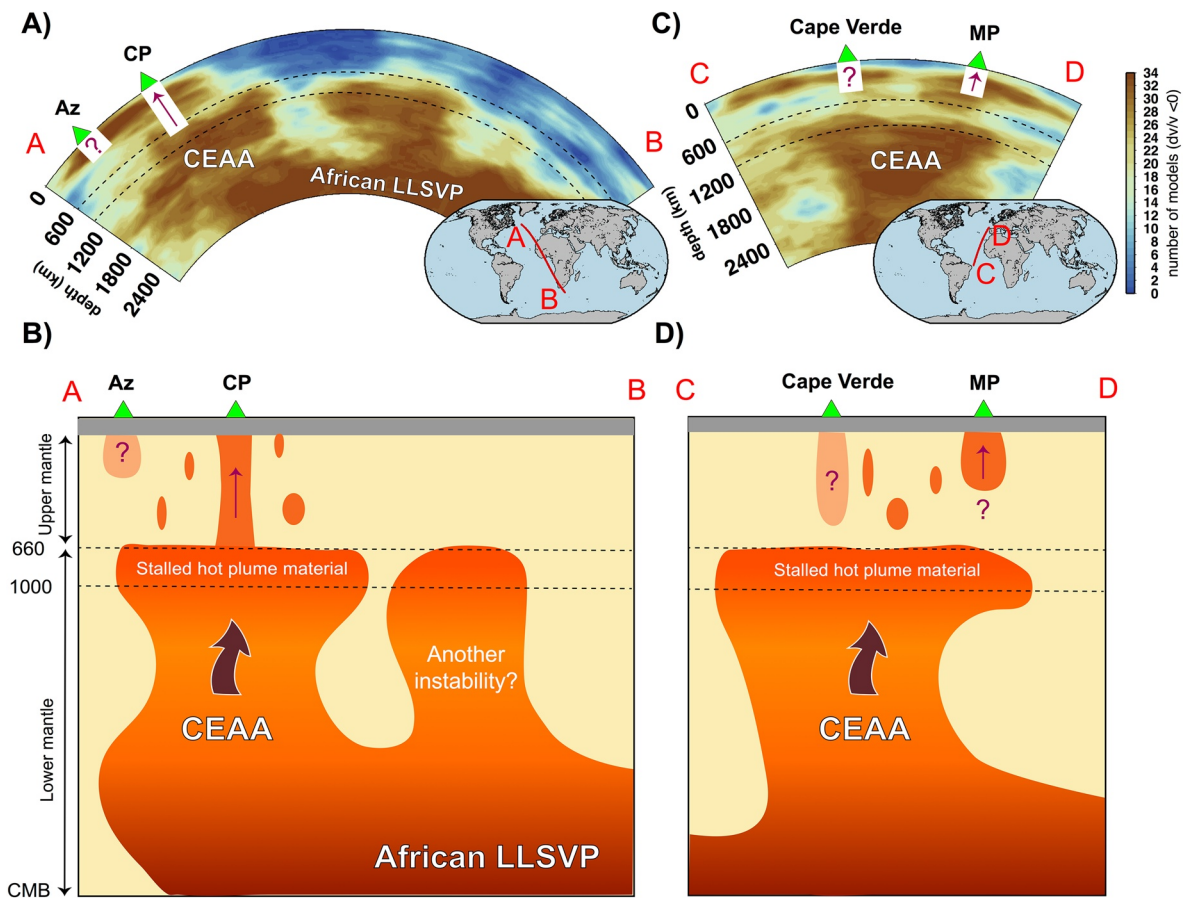 A)
CP
Az
?
A
CEAA
African LLSVP
B
0
600
1200
1800
2400
depth (km)
A
B
C)
Cape Verde
MP
C
D
?
0
600
1200
1800
2400
depth (km)
CEAA
D
C
34
32
30
28
26
24
22
20
18
16
14
12
10
8
6
4
2
0
number of models (dv/v <0)
B)
A
Az
CP
B
?
Upper mantle
660
Stalled hot plume material
1000
Another
instability?
CEAA
Lower mantle
African LLSVP
CMB
D)
C
Cape Verde
MP
D
?
?
Stalled hot plume material
CEAA